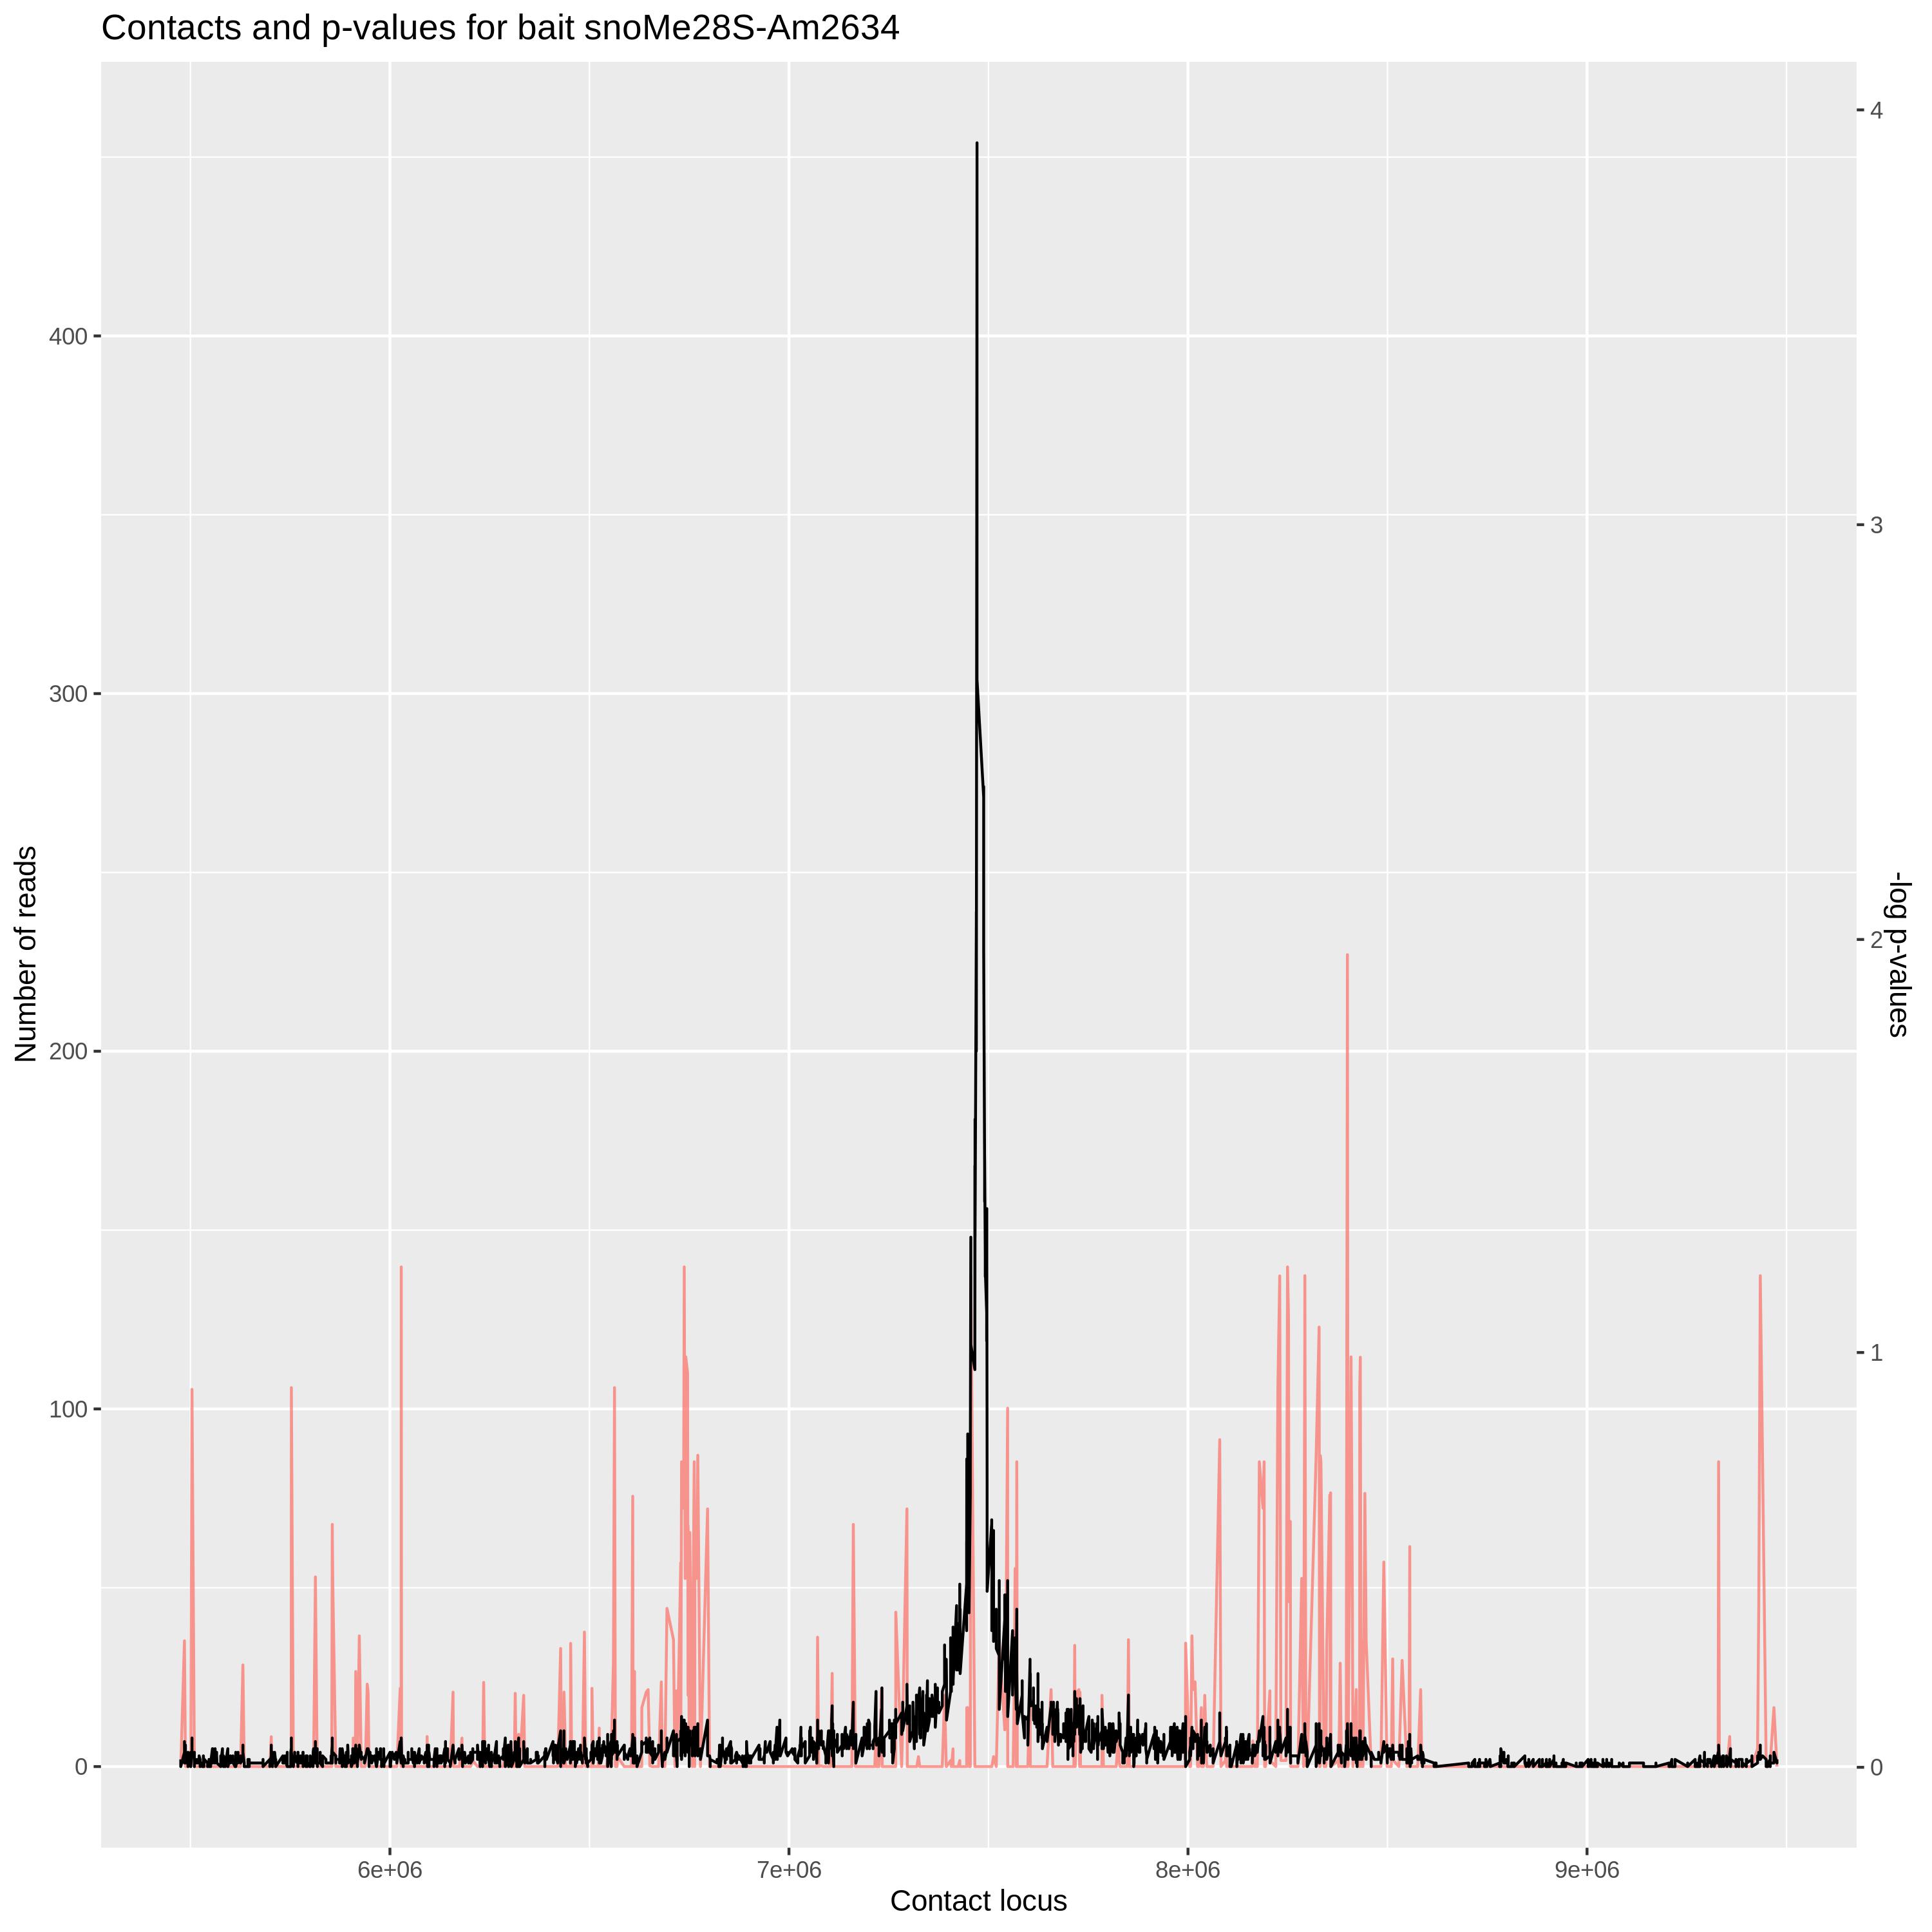 Contacts and p-values for bait snoMe28S-Am2634
400
300
200
100
0
Number of reads
4
3
2
1
0
-log p-values
6e+06
7e+06
8e+06
9e+06
Contact locus